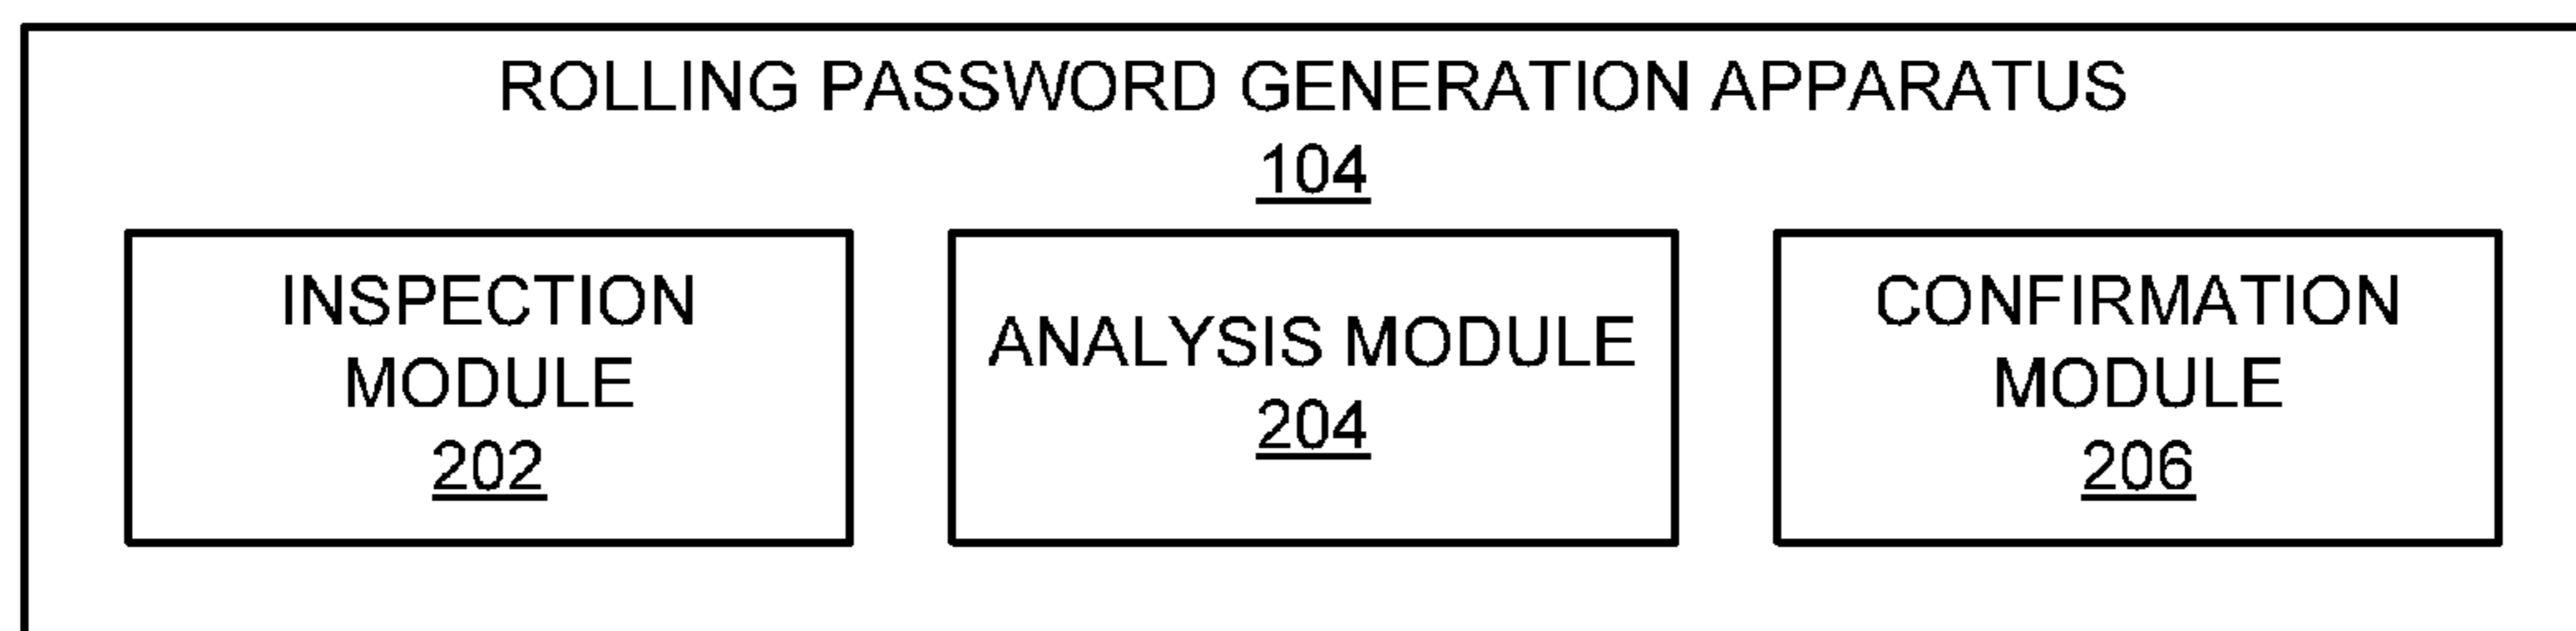 ROLLING PASSWORD GENERATION APPARATUS
104
INSPECTION
MODULE
202
ANALYSIS MODULE
204
CONFIRMATION
MODULE
206